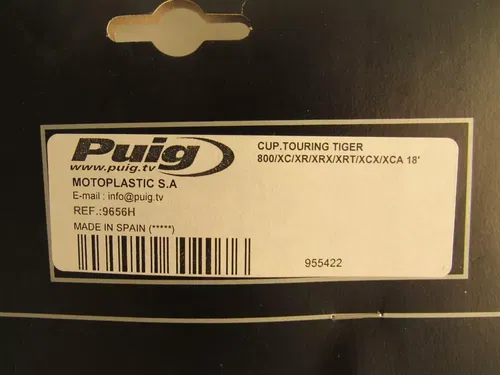 Puig
www.puig.tv
MOTOPLASTIC S.A
E-mail : info@puig.tv
REF.:9656H
MADE IN SPAIN (*****)
CUP.TOURING TIGER
800/XC/XR/XRX/XRT/XCX/XCA 18'
955422